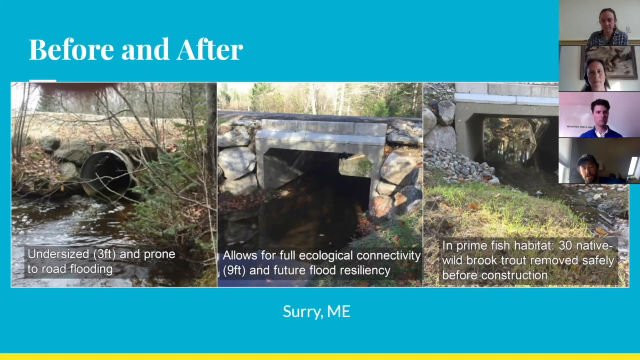 Before and After
Undersized (3ft) and prone
to road flooding
Allows for full ecological connectivity
(9ft) and future flood resiliency
In prime fish habitat: 30 native-
wild brook trout removed safely
before construction
Surry, ME